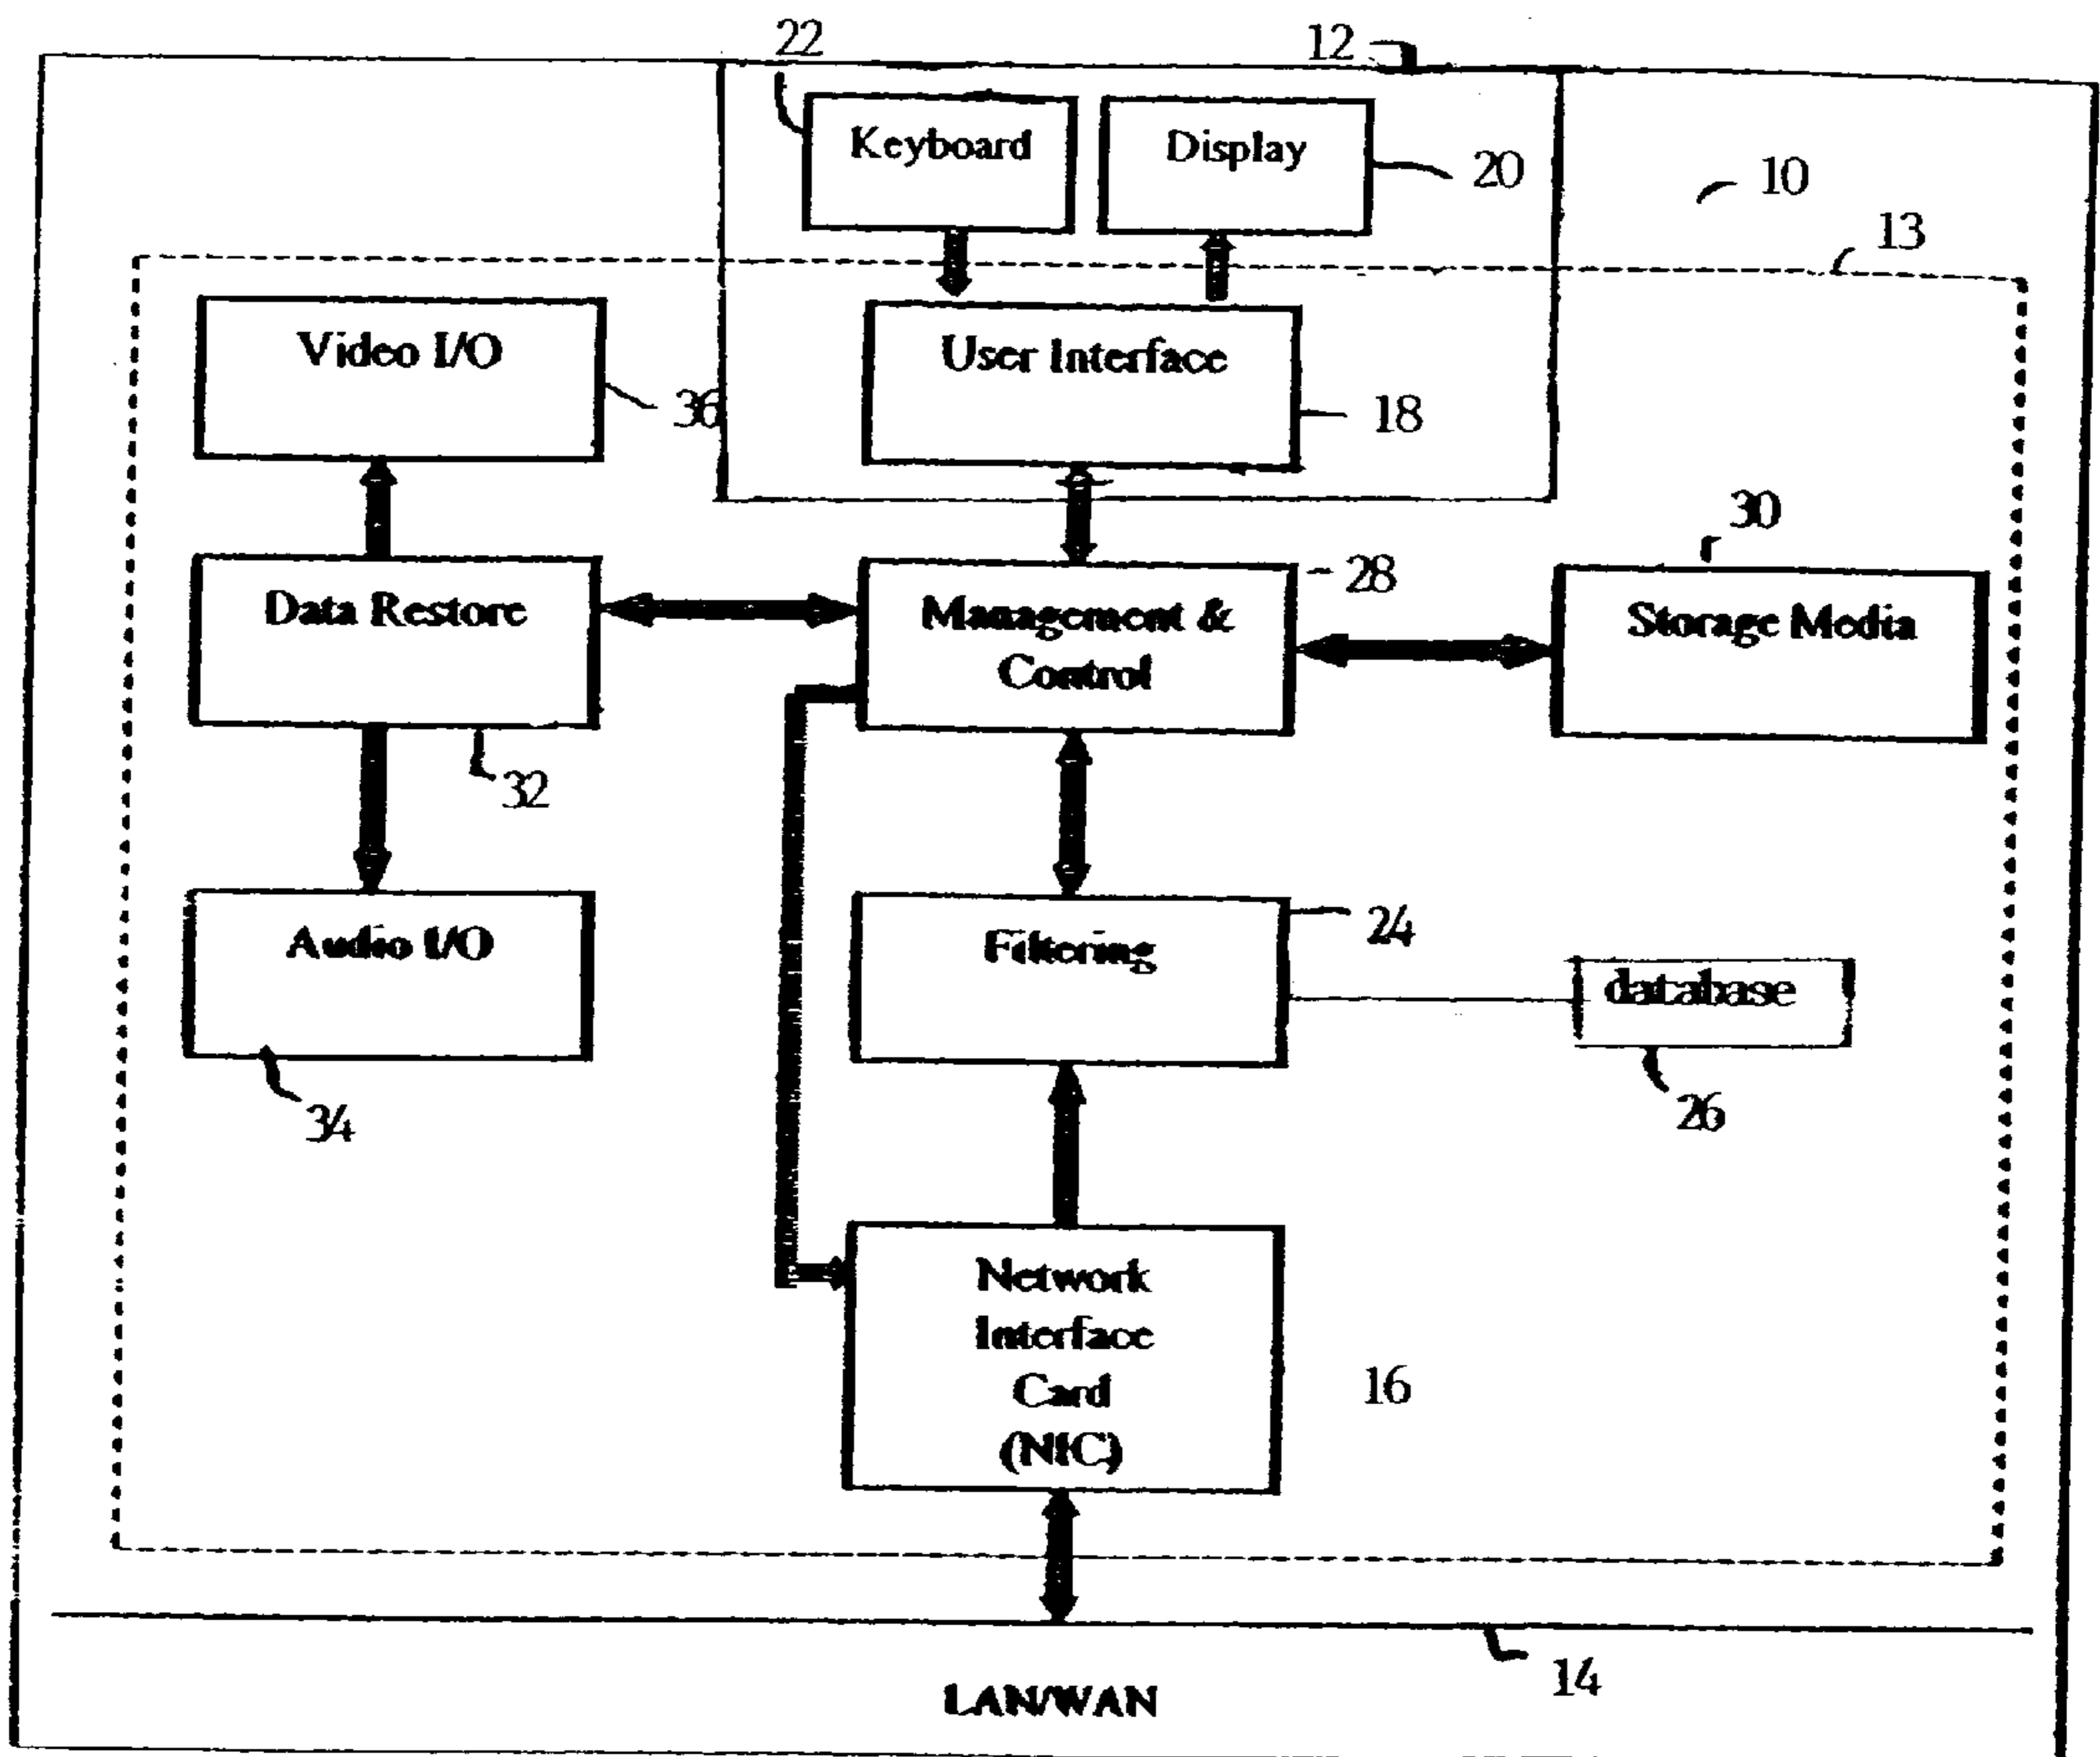 22
12
Keyboard
Display
20
10
13
Video I/O
User Interface
36
18
30
28
Data Restore
Management &
Control
Storage Media
32
24
Audio I/O
Filtering
database
34
26
Network
Interface
Card
(NIC)
16
14
LAN/WAN